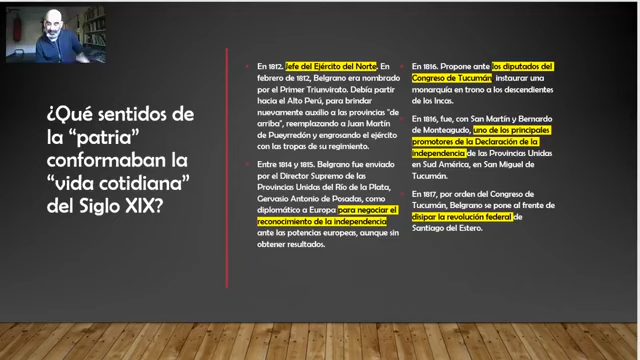 ¿Qué sentidos de
la “patria”
conformaban la
“vida cotidiana”
del Siglo XIX?
En 1812. Jefe del Ejército del Norte. En
febrero de 1812, Belgrano era nombrado
por el Primer Triunvirato. Debía partir
hacia el Alto Perú, para brindar
nuevamente auxilio a las provincias "de
arriba", reemplazando a Juan Martín
de Pueyrredón y engrosando el ejército
con las tropas de su regimiento.
Entre 1814 y 1815. Belgrano fue enviado
por el Director Supremo de las
Provincias Unidas del Río de la Plata,
Gervasio Antonio de Posadas, como
diplomático a Europa para negociar el
reconocimiento de la independencia
ante las potencias europeas, aunque sin
obtener resultados.
En 1816. Propone ante los diputados del
Congreso de Tucumán, instaurar una
monarquía en trono a los descendientes
de los Incas.
En 1816, fue, con San Martín y Bernardo
de Monteagudo, uno de los principales
promotores de la Declaración de la
independencia de las Provincias Unidas
en Sud América, en San Miguel de
Tucumán.
En 1817, por orden del Congreso de
Tucumán, Belgrano se pone al frente de
disipar la revolución federal de
Santiago del Estero.